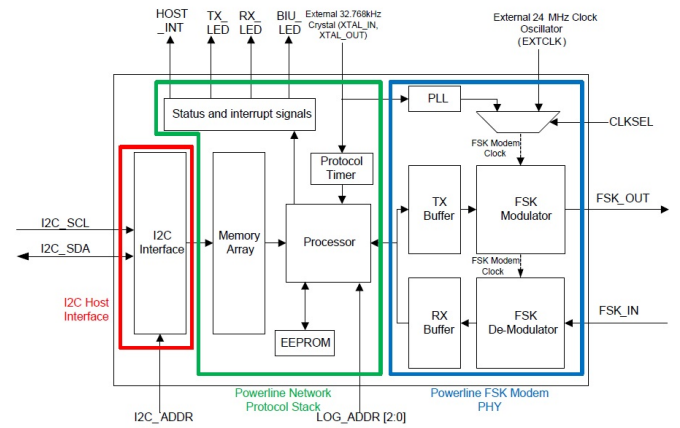 HOST
_INT
TX_
LED
RX_
LED
BIU_
LED
External 32.768kHz
Crystal (XTAL_IN,
XTAL_OUT)
External 24 MHz Clock
Oscillator
(EXTCLK)
Status and interrupt signals
PLL
CLKSEL
FSK Modem
Clock
Protocol
Timer
I2C_SCL
I2C_SDA
I2C
Interface
Memory
Array
Processor
TX
Buffer
FSK
Modulator
FSK_OUT
FSK Modem
Clock
I2C Host
Interface
RX
Buffer
FSK
De-Modulator
FSK_IN
EEPROM
Powerline Network
Protocol Stack
Powerline FSK Modem
PHY
I2C_ADDR
LOG_ADDR [2:0]